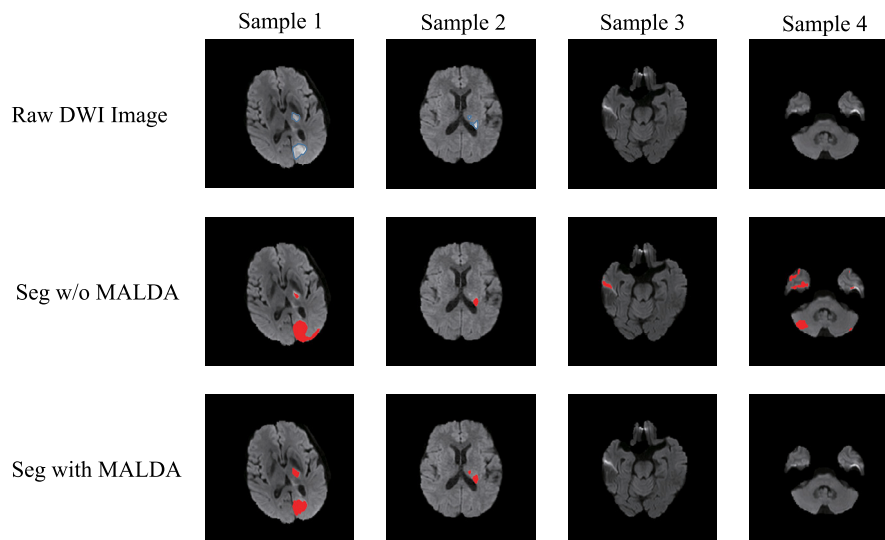 Sample 1
Sample 2
Sample 3
Sample 4
Raw DWI Image
Seg w/o MALDA
Seg with MALDA